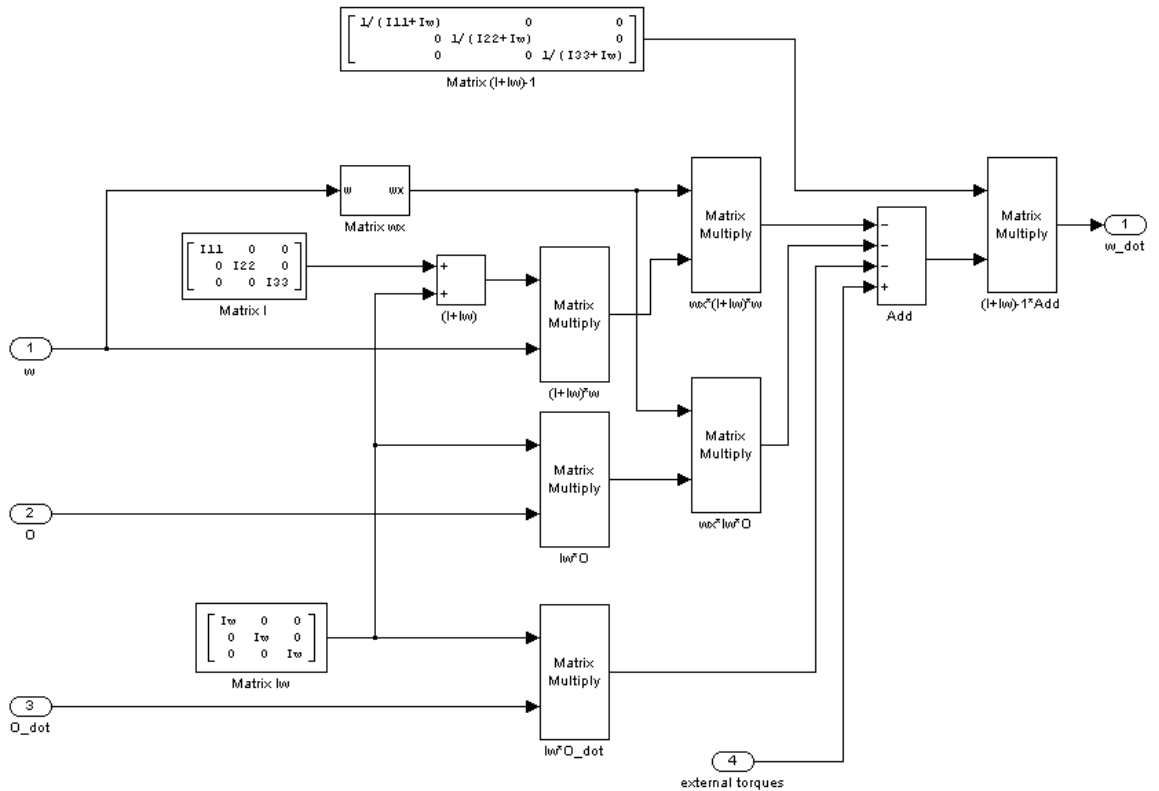 1/(I11+Iw) 0 0
0 1/(I22+Iw) 0
0 0 1/(I33+Iw)
Matrix (I+Iw)-1
w wx
Matrix wx
Matrix
Multiply
wx*(I+Iw)*w
Matrix
Multiply
(I+Iw)-1*Add
1
w_dot
I11 0 0
0 I22 0
0 0 I33
Matrix I
+
+
(I+Iw)
Matrix
Multiply
(I+Iw)*w
−
−
−
+
Add
1
w
Matrix
Multiply
Iw*O
Matrix
Multiply
wx*Iw*O
2
O
Iw 0 0
0 Iw 0
0 0 Iw
Matrix Iw
Matrix
Multiply
Iw*O_dot
3
O_dot
4
external torques